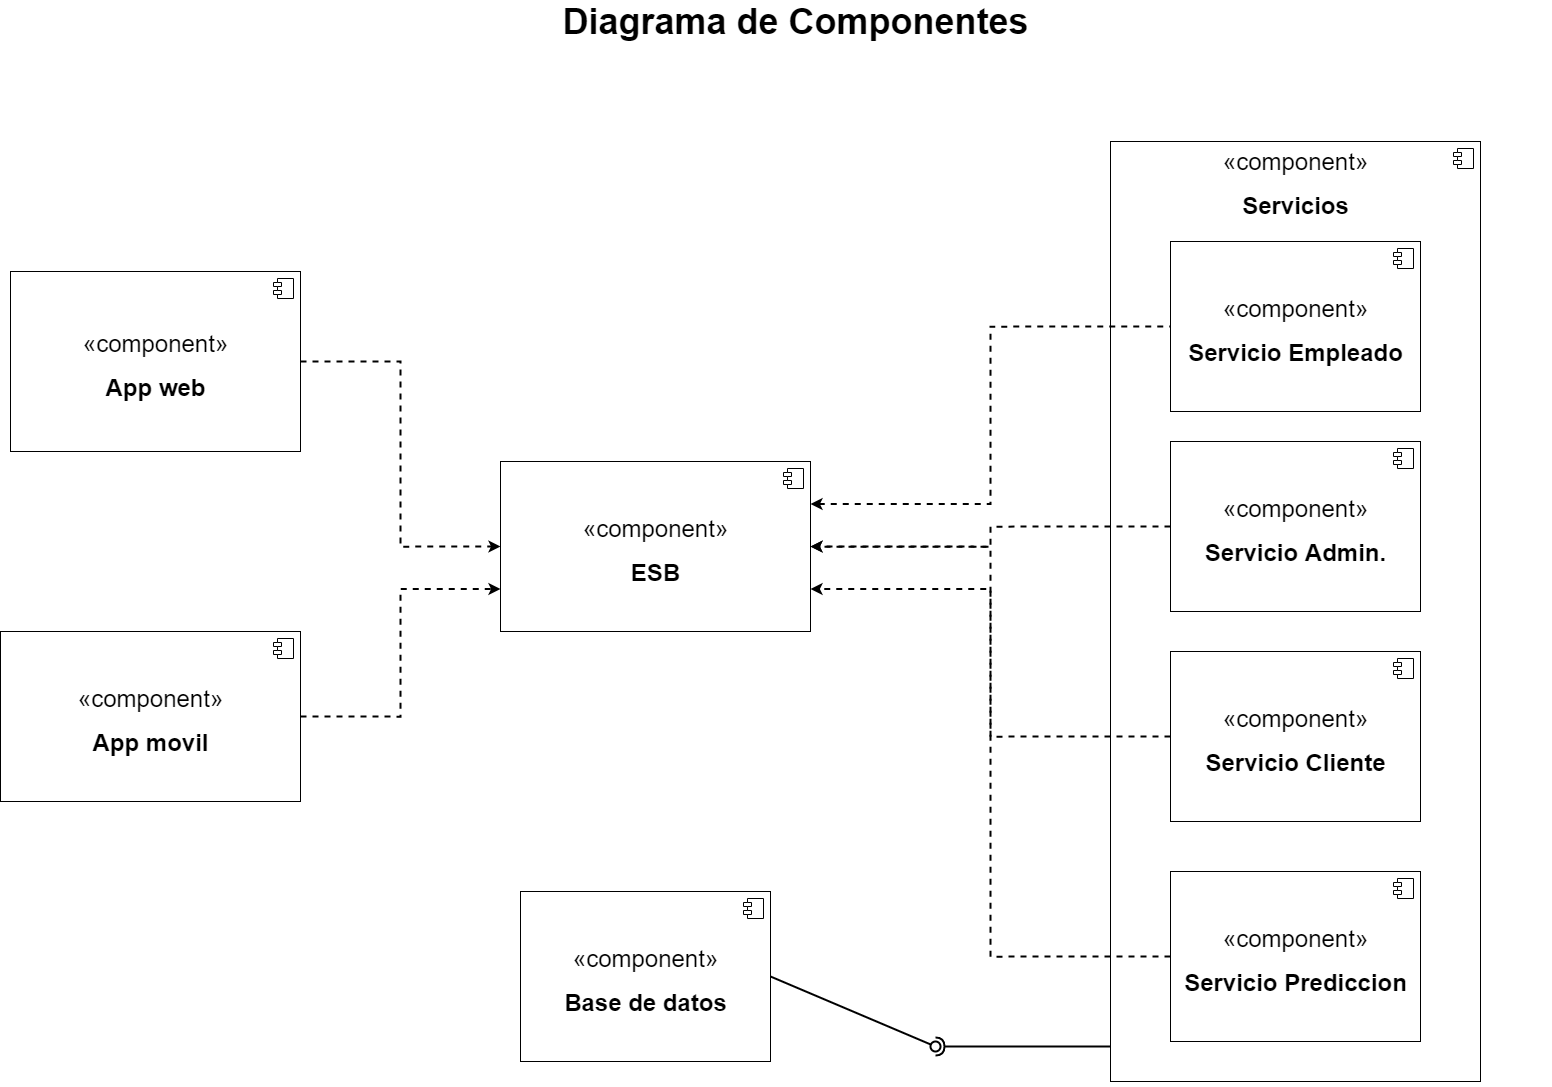 Diagrama de Componentes
«component»
Servicios
«component»
Servicio Empleado
«component»
App web
«component»
Servicio Admin.
«component»
ESB
«component»
App movil
«component»
Servicio Cliente
«component»
Servicio Prediccion
«component»
Base de datos